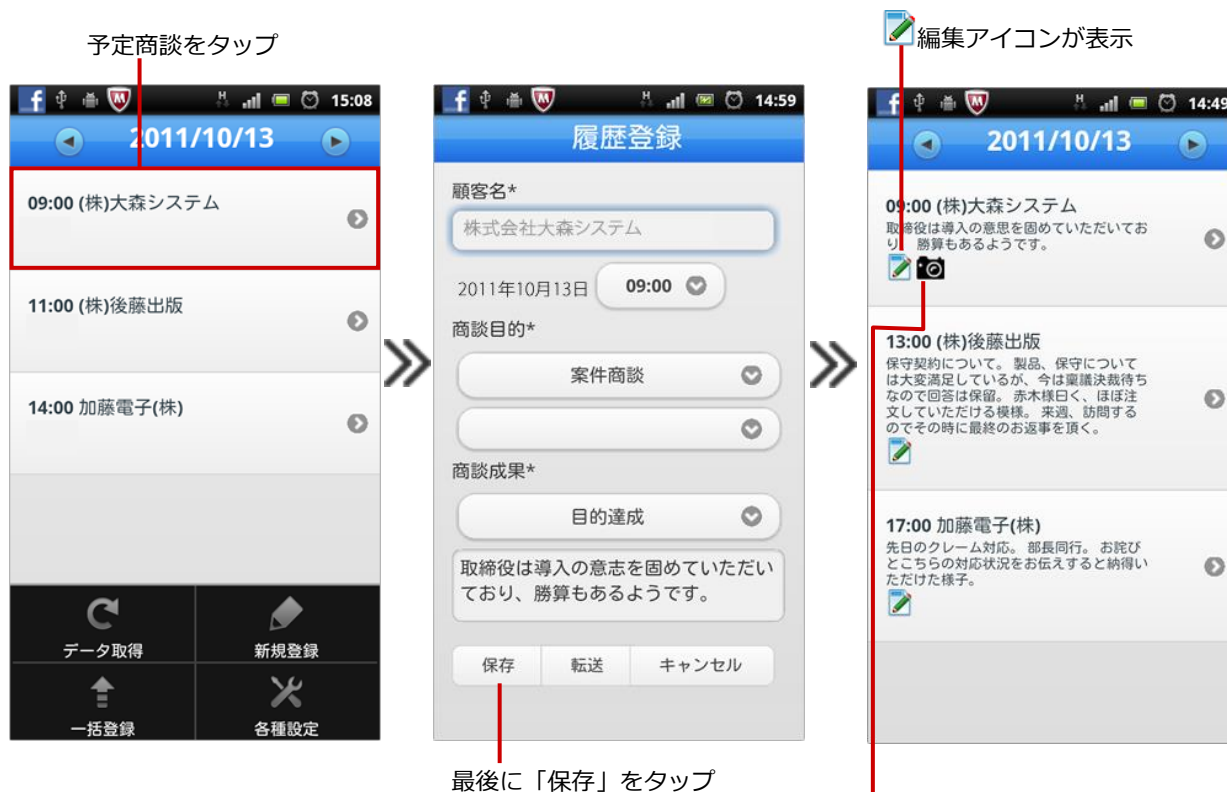 予定商談をタップ
編集アイコンが表示
15:08
2011/10/13
09:00 (株)大森システム
11:00 (株)後藤出版
14:00 加藤電子(株)
データ取得
新規登録
一括登録
各種設定
14:59
履歴登録
顧客名*
株式会社大森システム
2011年10月13日
09:00
商談目的*
案件商談
商談成果*
目的達成
取締役は導入の意志を固めていただい
ており、勝算もあるようです。
保存
転送
キャンセル
最後に「保存」をタップ
14:49
2011/10/13
09:00 (株)大森システム
取締役は導入の意思を固めていただいてお
り、勝算もあるようです。
13:00 (株)後藤出版
保守契約について。 製品、保守について
は大変満足しているが、今は稟議決裁待ち
なので回答は保留。 赤木様曰く、ほぼ注
文していただける模様。 来週、訪問する
のでその時に最終のお返事を頂く。
17:00 加藤電子(株)
先日のクレーム対応。 部長同行。 お詫び
とこちらの対応状況をお伝えすると納得い
ただけた様子。